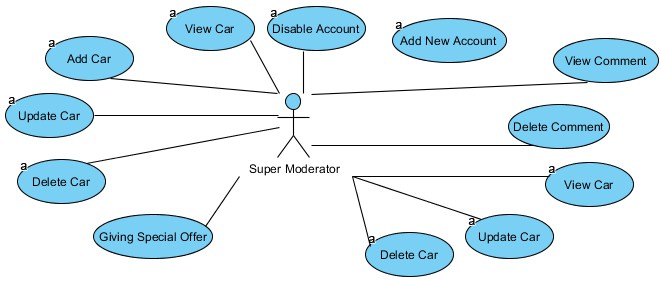 a
View Car
a
Disable Account
a
Add New Account
a
Add Car
View Comment
a
Update Car
Delete Comment
a
Delete Car
Super Moderator
a
View Car
Giving Special Offer
a
Update Car
a
Delete Car